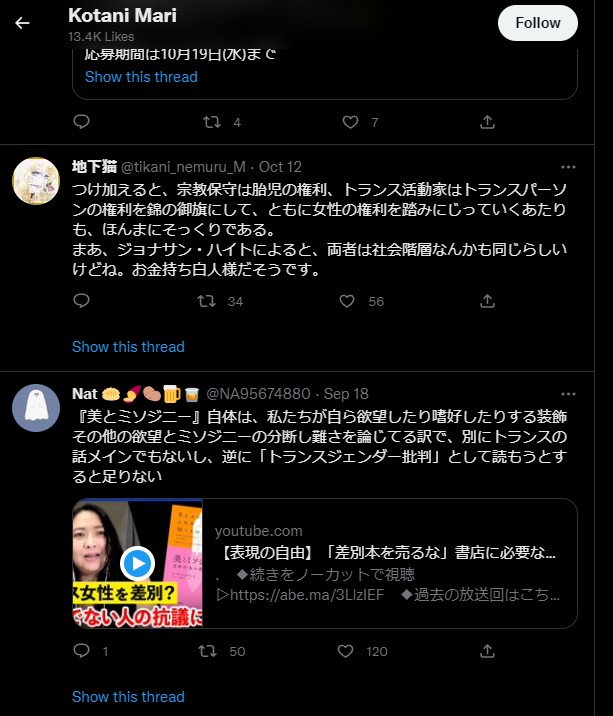 Kotani Mari
13.4K Likes
Follow
応募期間は10月19日(水)まで
Show this thread
4
7
地下猫 @tikani_nemuru_M · Oct 12
つけ加えると、宗教保守は胎児の権利、トランス活動家はトランスパーソ
ンの権利を錦の御旗にして、ともに女性の権利を踏みにじっていくあたり
も、ほんまにそっくりである。
まあ、ジョナサン・ハイトによると、両者は社会階層なんかも同じらしい
けどね。お金持ち白人様だそうです。
34
56
Show this thread
Nat 🫓🍠🥔🍺🥃 @NA95674880 · Sep 18
『美とミソジニー』自体は、私たちが自ら欲望したり嗜好したりする装飾
その他の欲望とミソジニーの分断し難さを論じてる訳で、別にトランスの
話メインでもないし、逆に「トランスジェンダー批判」として読もうとす
ると足りない
美とミソジニー
ス女性を差別?
でない人の抗議に
youtube.com
【表現の自由】「差別本を売るな」書店に必要な...
. ◆続きをノーカットで視聴
▷https://abe.ma/3LlzIEF ◆過去の放送回はこち...
1
50
120
Show this thread